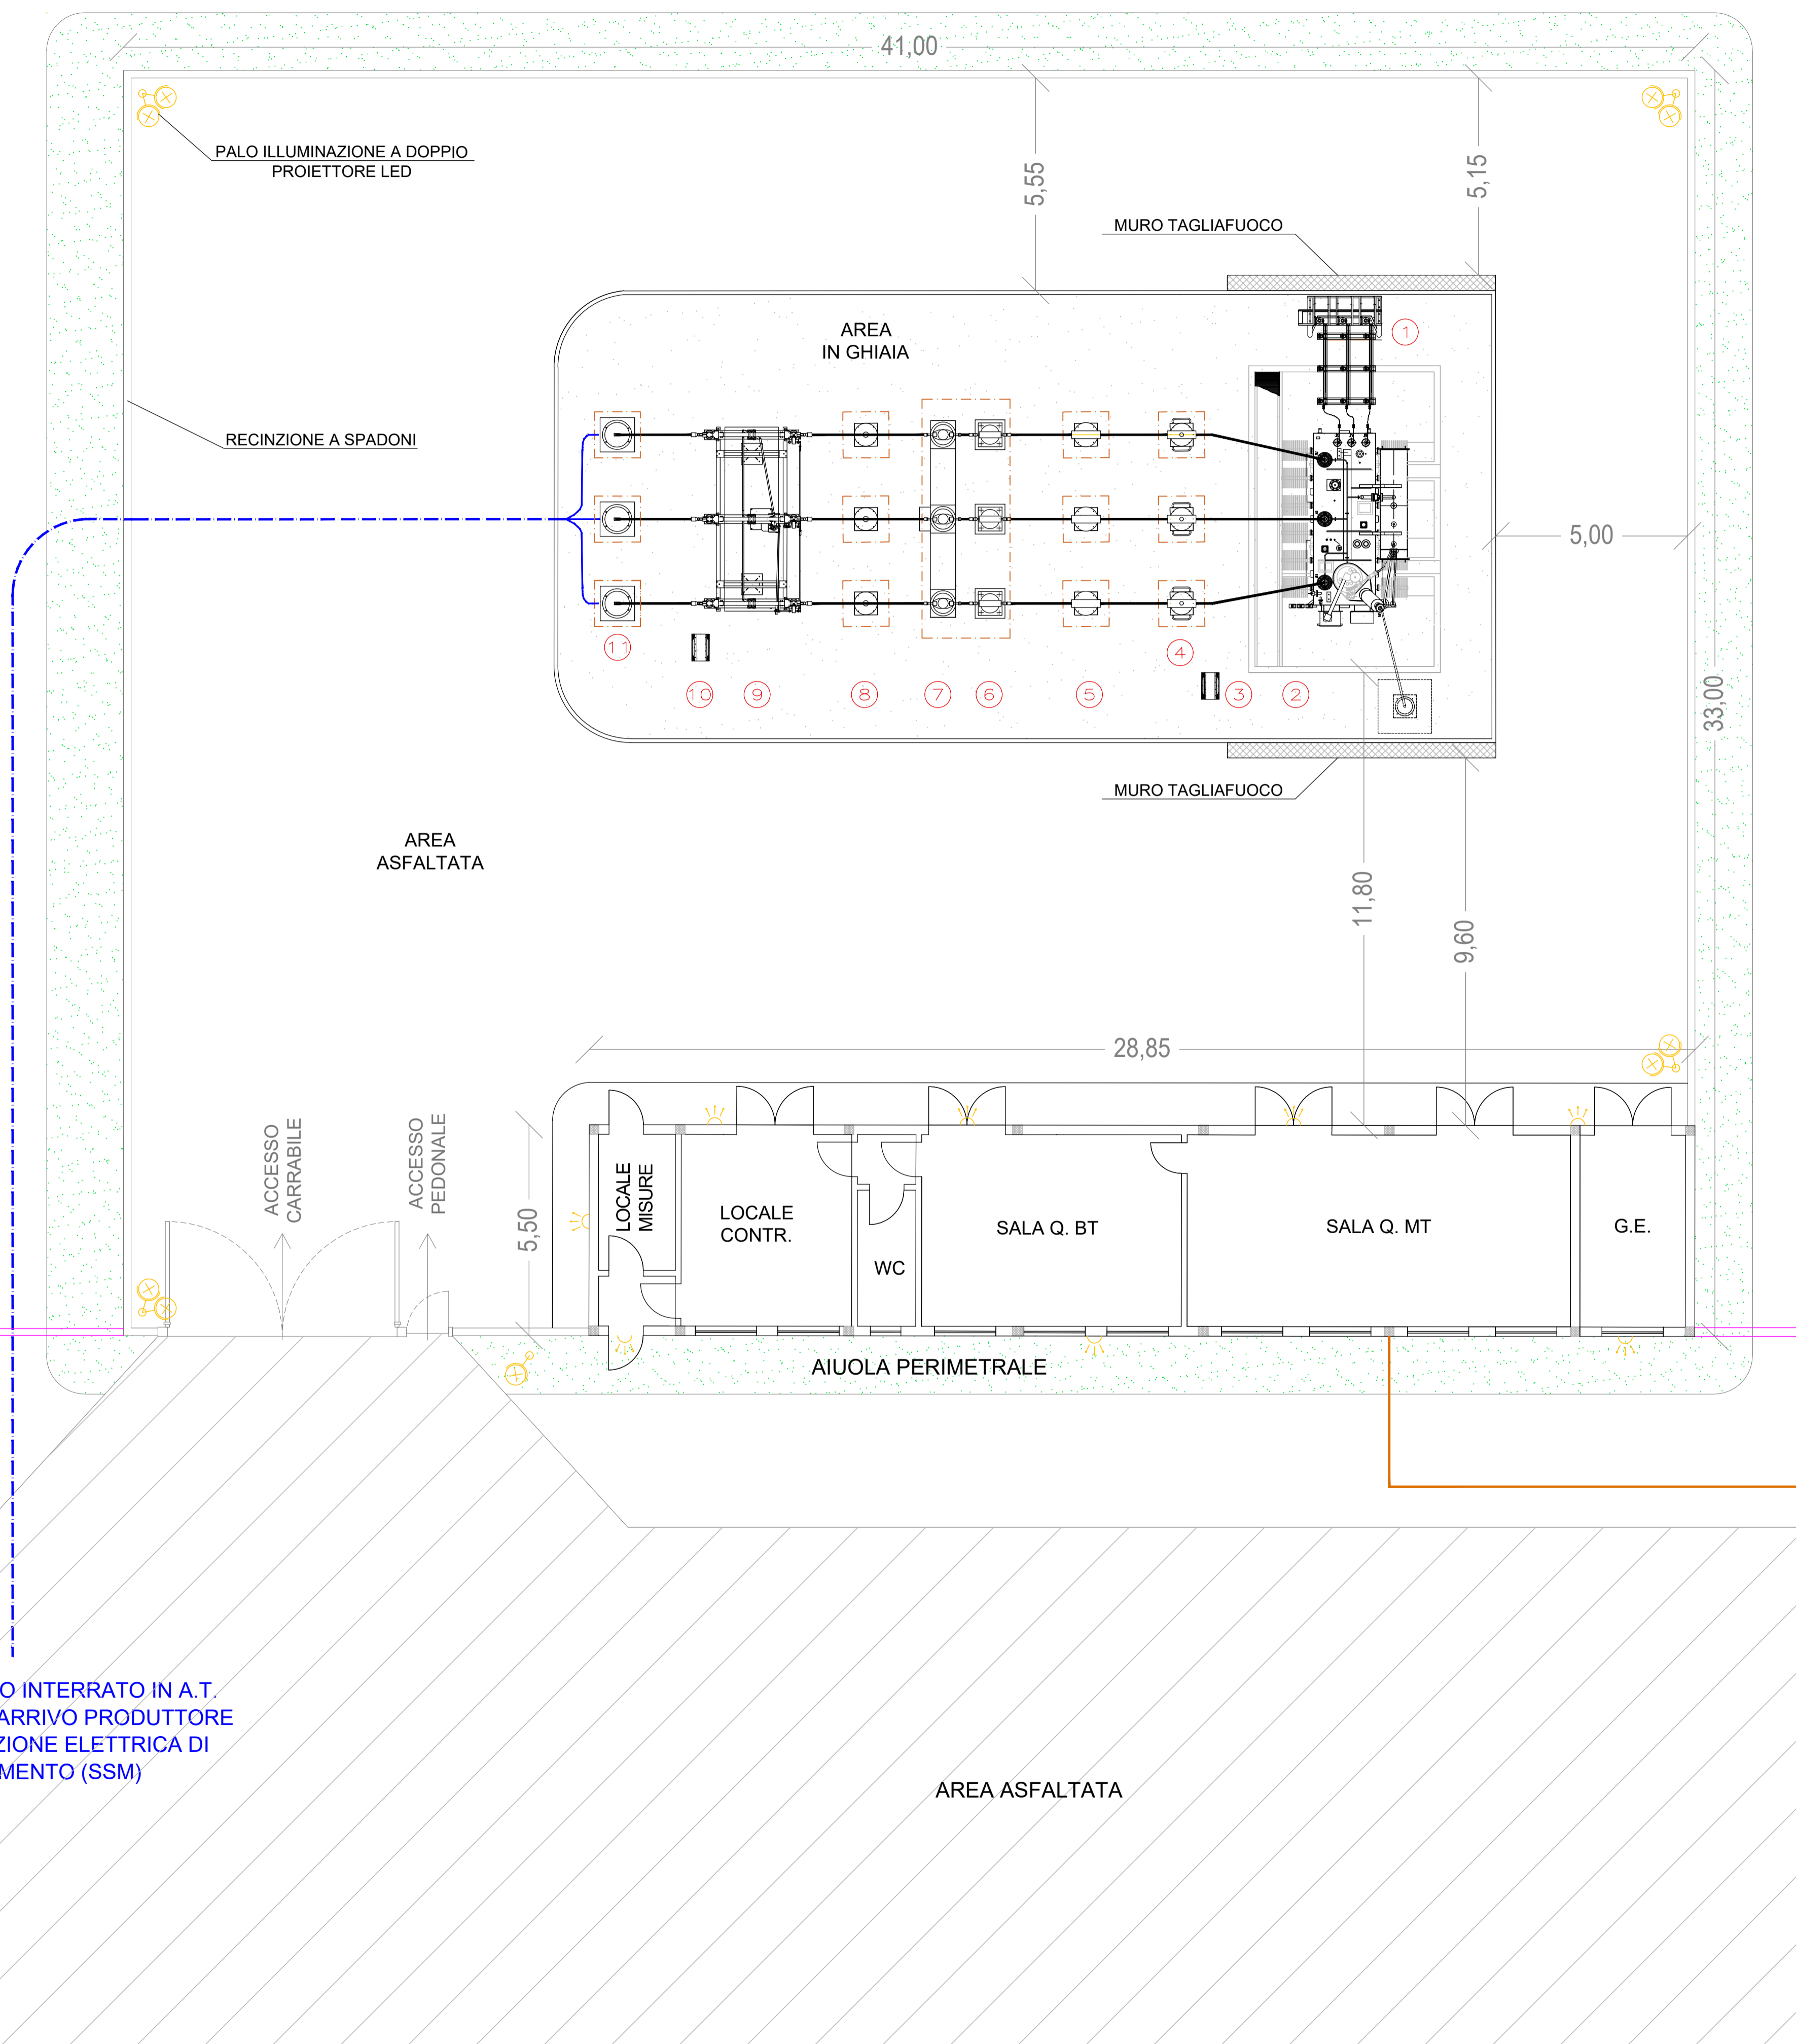 41,00
PALO ILLUMINAZIONE A DOPPIO
PROIETTORE LED
5,55
5,15
MURO TAGLIAFUOCO
AREA
IN GHIAIA
1
RECINZIONE A SPADONI
5,00
11
10
9
8
7
6
5
4
3
2
33,00
MURO TAGLIAFUOCO
AREA
ASFALTATA
11,80
9,60
28,85
ACCESSO
CARRABILE
ACCESSO
PEDONALE
5,50
LOCALE
MISURE
LOCALE
CONTR.
WC
SALA Q. BT
SALA Q. MT
G.E.
AIUOLA PERIMETRALE
O INTERRATO IN A.T.
ARRIVO PRODUTTORE
ZIONE ELETTRICA DI
MENTO (SSM)
AREA ASFALTATA